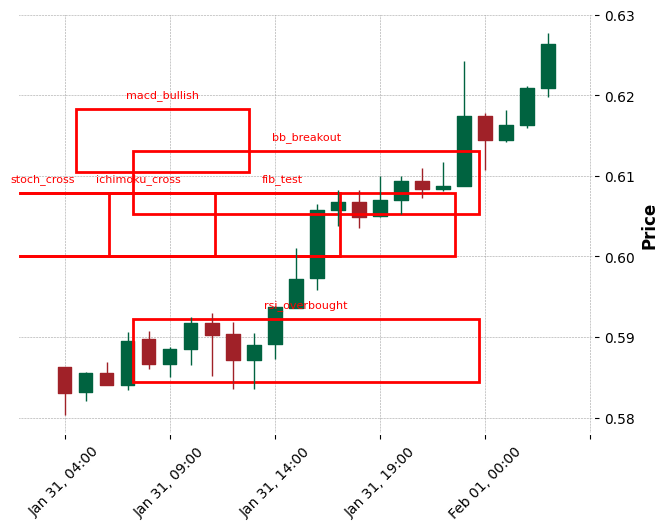 0.63
0.62
0.61
0.60
0.59
0.58
Price
macd_bullish
bb_breakout
stoch_cross
ichimoku_cross
fib_test
rsi_overbought
Jan 31, 04:00
Jan 31, 09:00
Jan 31, 14:00
Jan 31, 19:00
Feb 01, 00:00